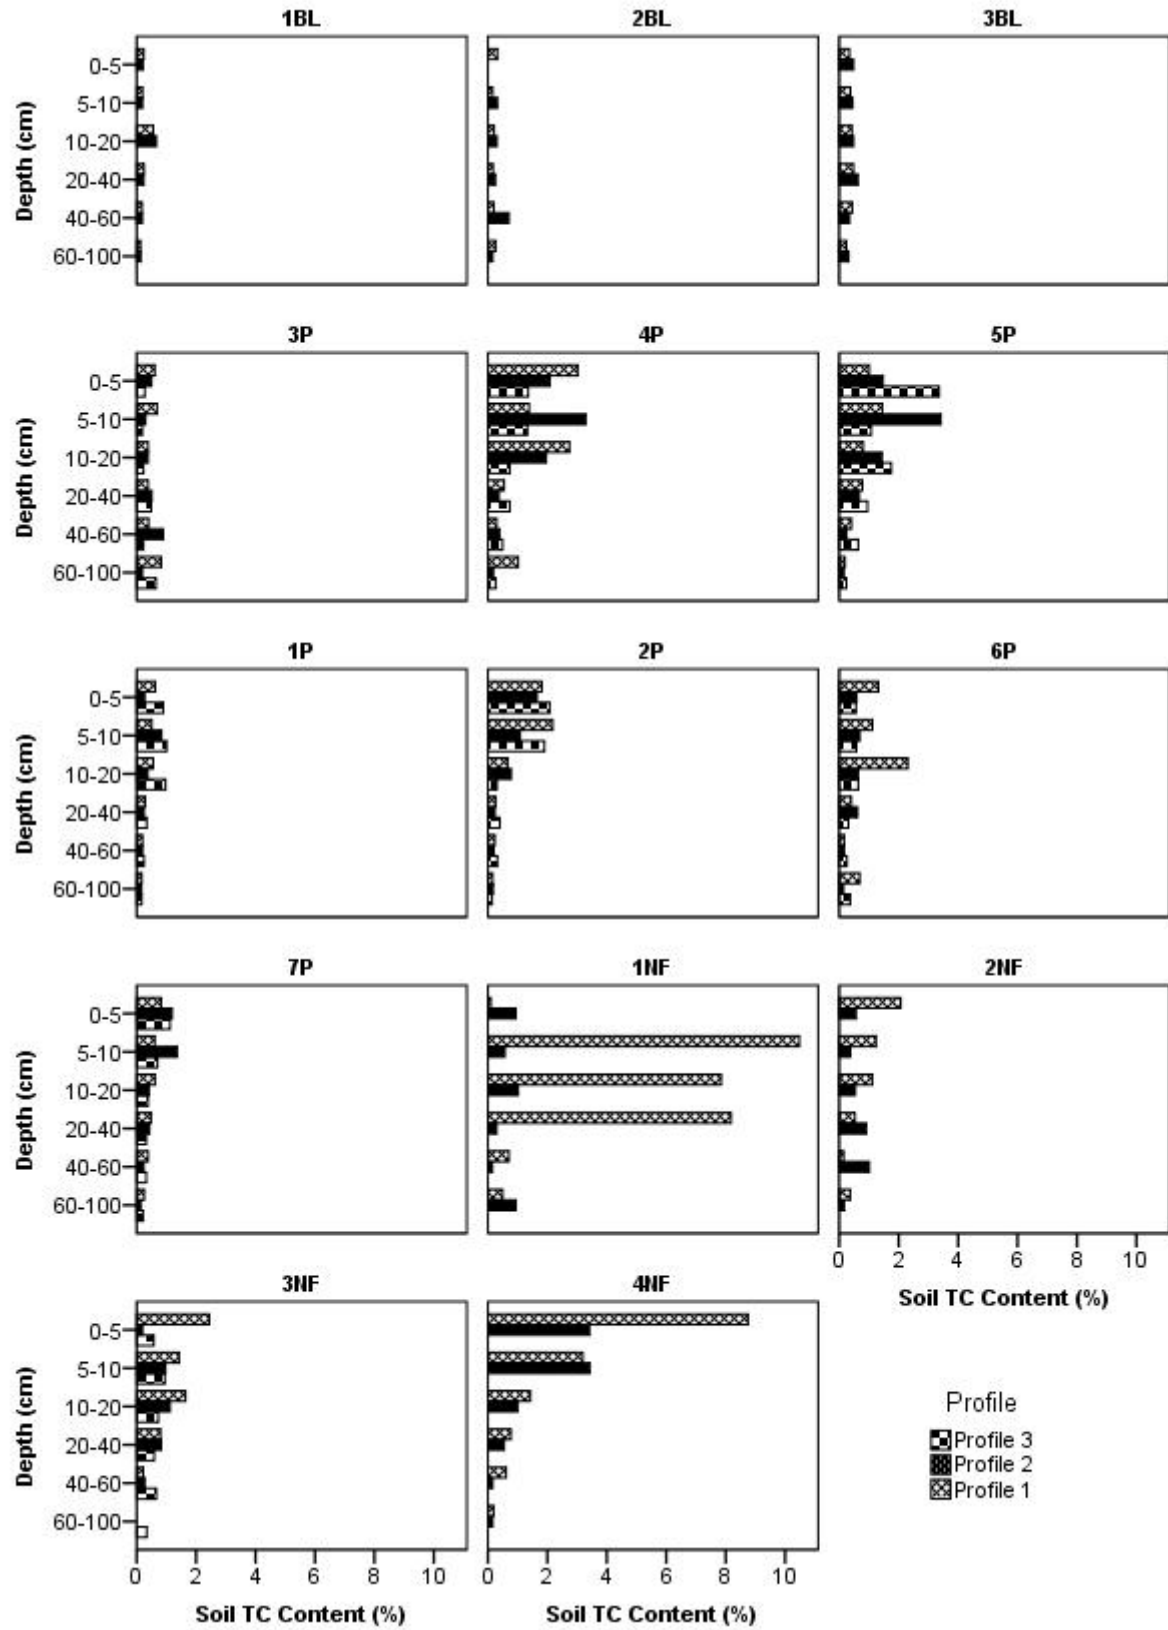 1BL
2BL
3BL
Depth (cm)
0-5
5-10
10-20
20-40
40-60
60-100
3P
4P
5P
Depth (cm)
0-5
5-10
10-20
20-40
40-60
60-100
1P
2P
6P
Depth (cm)
0-5
5-10
10-20
20-40
40-60
60-100
7P
1NF
2NF
Depth (cm)
0-5
5-10
10-20
20-40
40-60
60-100
0 2 4 6 8 10
Soil TC Content (%)
3NF
4NF
Depth (cm)
0-5
5-10
10-20
20-40
40-60
60-100
0 2 4 6 8 10
0 2 4 6 8 10
Soil TC Content (%)
Soil TC Content (%)
Profile
Profile 3
Profile 2
Profile 1